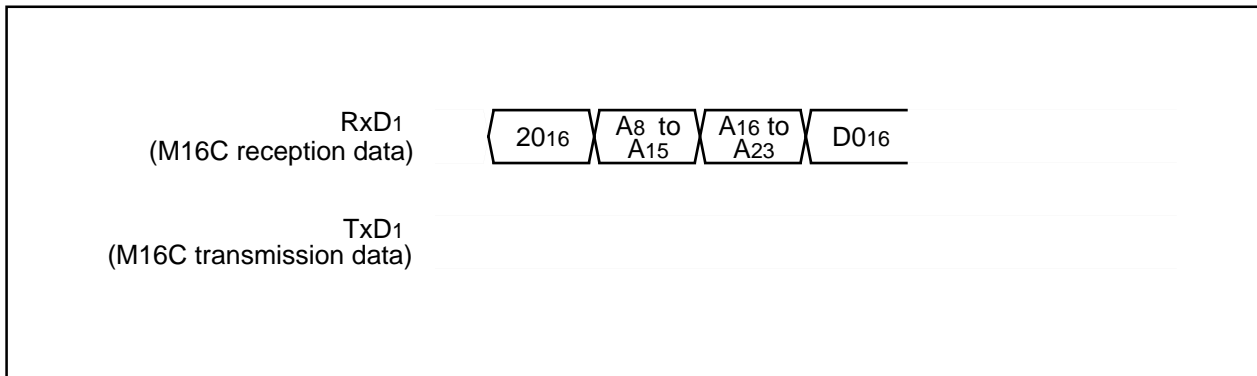 RxD1
(M16C reception data)
2016
A8 to
A15
A16 to
A23
D016
TxD1
(M16C transmission data)